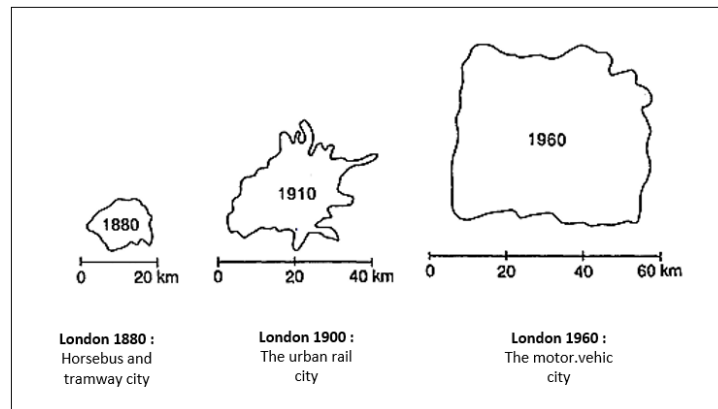 1880
1910
1960
0 20 km
0 20 40 km
0 20 40 60 km
London 1880 :
Horsebus and
tramway city
London 1900 :
The urban rail
city
London 1960 :
The motor.vehic
city